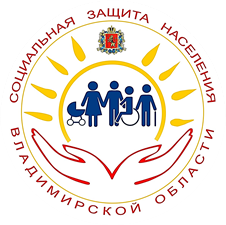 СОЦИАЛЬНАЯ ЗАЩИТА НАСЕЛЕНИЯ
ВЛАДИМИРСКОЙ ОБЛАСТИ